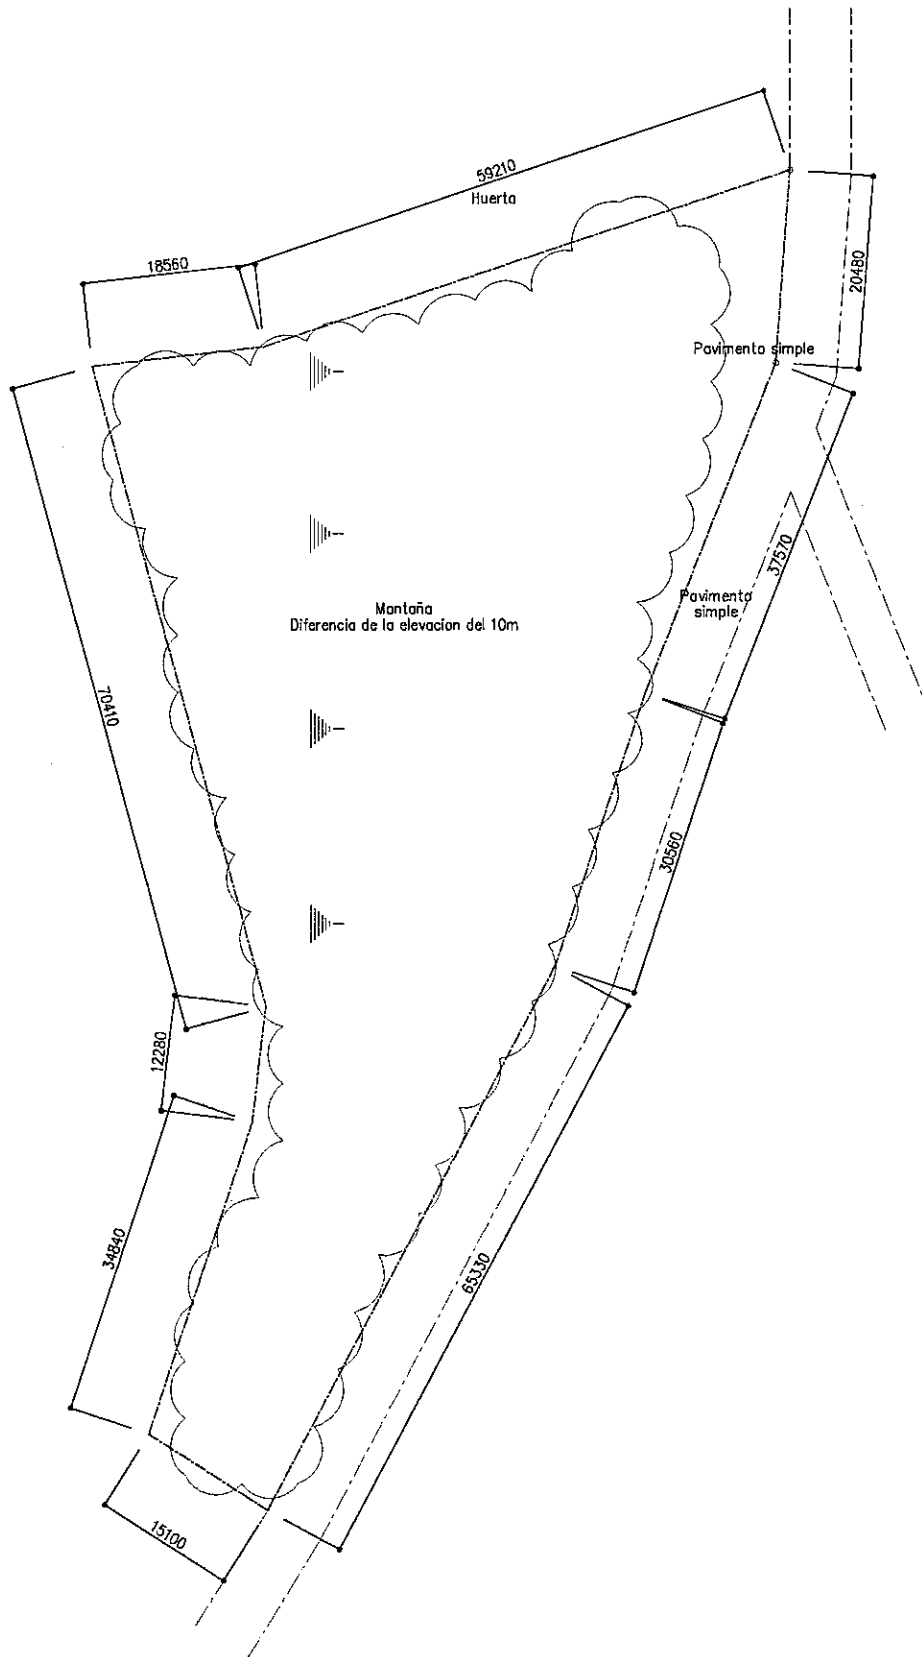 59210
Huerta
18560
20480
Pavimento simple
37570
Pavimento
simple
Montaña
Diferencia de la elevacion del 10m
70410
30560
12280
34840
65330
15100